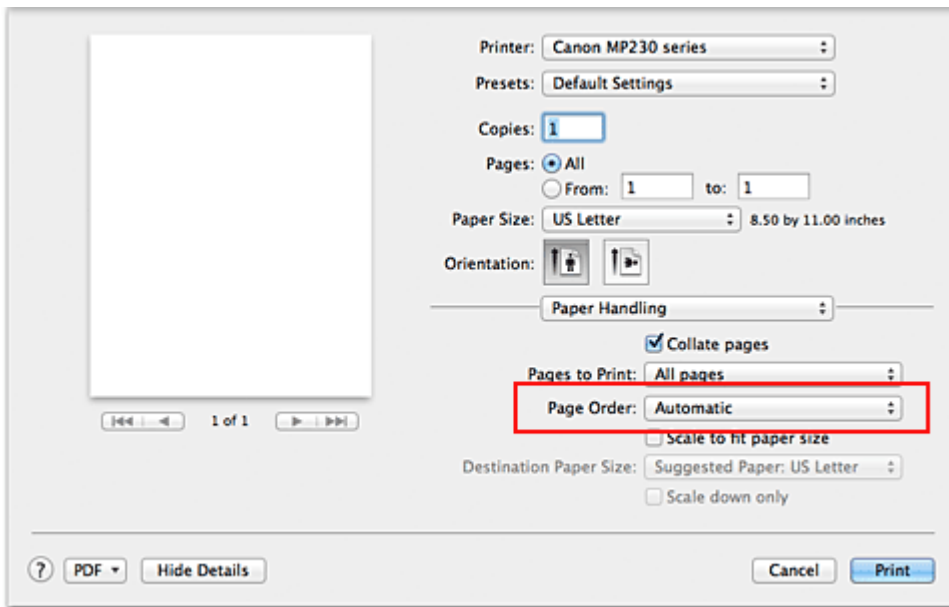 Printer: Canon MP230 series
Presets: Default Settings
Copies: 1
Pages: All
From: 1 to: 1
Paper Size: US Letter 8.50 by 11.00 inches
Orientation:
Paper Handling
Collate pages
Pages to Print: All pages
1 of 1
Page Order: Automatic
Scale to fit paper size
Destination Paper Size: Suggested Paper: US Letter
Scale down only
? PDF Hide Details Cancel Print